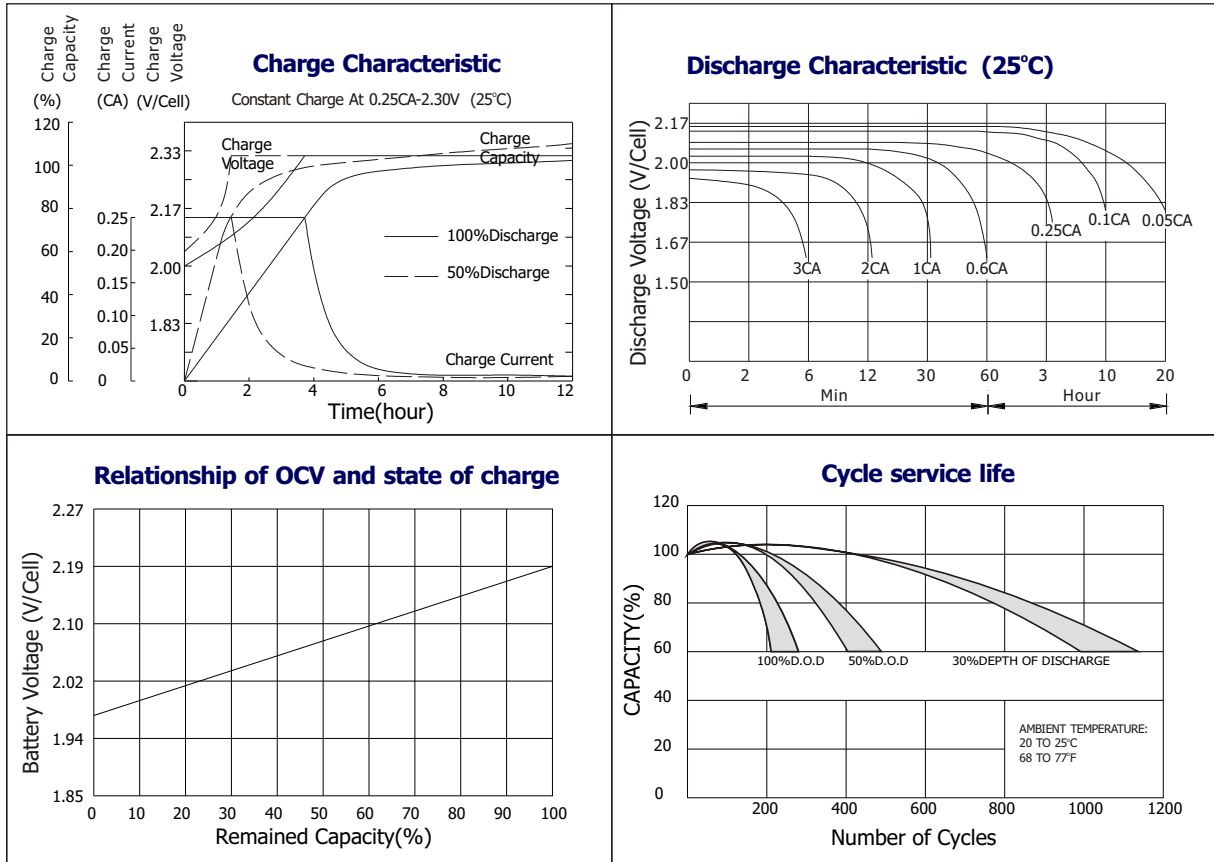 Charge Capacity
Charge Current
Charge Voltage
(%)
(CA)
(V/Cell)
Charge Characteristic
Constant Charge At 0.25CA-2.30V (25°C)
120
100
80
60
40
20
0
0.25
0.20
0.15
0.10
0.05
0
2.33
2.17
2.00
1.83
Charge Voltage
Charge Capacity
100%Discharge
50%Discharge
Charge Current
0 2 4 6 8 10 12
Time(hour)
Discharge Characteristic (25°C)
Discharge Voltage (V/Cell)
2.17
2.00
1.83
1.67
1.50
3CA 2CA 1CA 0.6CA 0.25CA 0.1CA 0.05CA
0 2 6 12 30 60 3 10 20
Min Hour
Relationship of OCV and state of charge
Battery Voltage (V/Cell)
2.27
2.19
2.10
2.02
1.94
1.85
0 10 20 30 40 50 60 70 80 90 100
Remained Capacity(%)
Cycle service life
CAPACITY(%)
120
100
80
60
40
20
0
100%D.O.D 50%D.O.D 30%DEPTH OF DISCHARGE
AMBIENT TEMPERATURE:
20 TO 25°C
68 TO 77°F
200 400 600 800 1000 1200
Number of Cycles